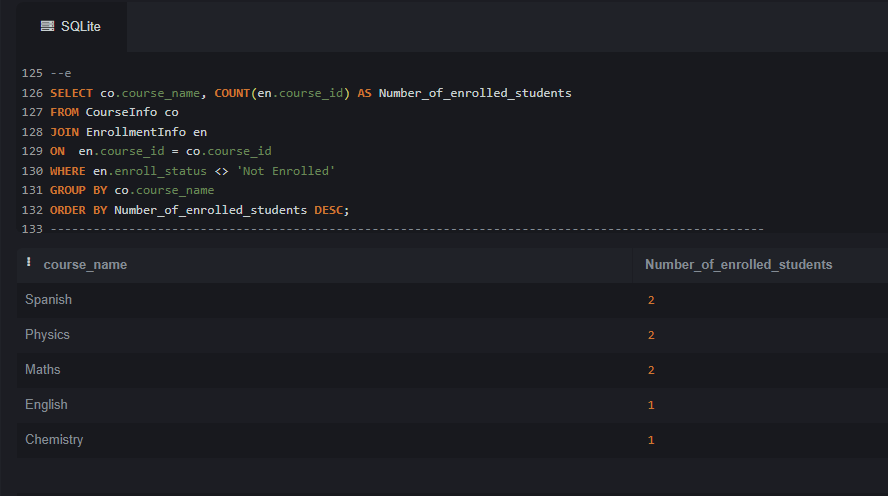 SQLite
125 --e
126 SELECT co.course_name, COUNT(en.course_id) AS Number_of_enrolled_students
127 FROM CourseInfo co
128 JOIN EnrollmentInfo en
129 ON  en.course_id = co.course_id
130 WHERE en.enroll_status <> 'Not Enrolled'
131 GROUP BY co.course_name
132 ORDER BY Number_of_enrolled_students DESC;
133 ----------------------------------------------------------------------------------------------------
course_name Number_of_enrolled_students
Spanish 2
Physics 2
Maths 2
English 1
Chemistry 1